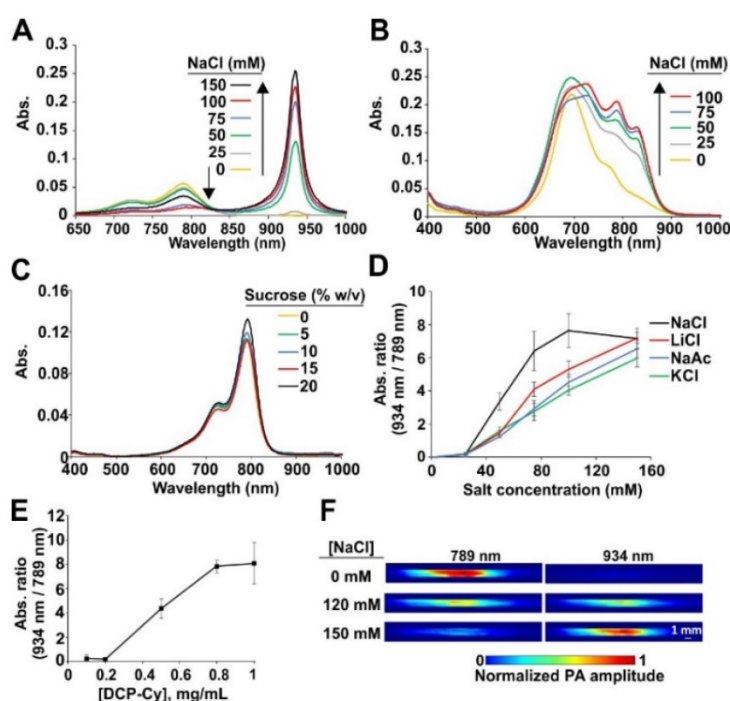 A
NaCl (mM)
150
100
75
50
25
0
Abs.
0.3
0.25
0.2
0.15
0.1
0.05
0
650 700 750 800 850 900 950 1000
Wavelength (nm)
B
NaCl (mM)
100
75
50
25
0
Abs.
0.3
0.25
0.2
0.15
0.1
0.05
0
400 500 600 700 800 900 1000
Wavelength (nm)
C
Sucrose (% w/v)
0
5
10
15
20
Abs.
0.16
0.12
0.08
0.04
0
400 500 600 700 800 900 1000
Wavelength (nm)
D
NaCl
LiCl
NaAc
KCl
Abs. ratio
(934 nm / 789 nm)
10
8
6
4
2
0
0 40 80 120 160
Salt concentration (mM)
E
Abs. ratio
(934 nm / 789 nm)
12
10
8
6
4
2
0
0 0.2 0.4 0.6 0.8 1
[DCP-Cy], mg/mL
F
[NaCl] 789 nm 934 nm
0 mM
120 mM
150 mM
1 mm
0 1
Normalized PA amplitude